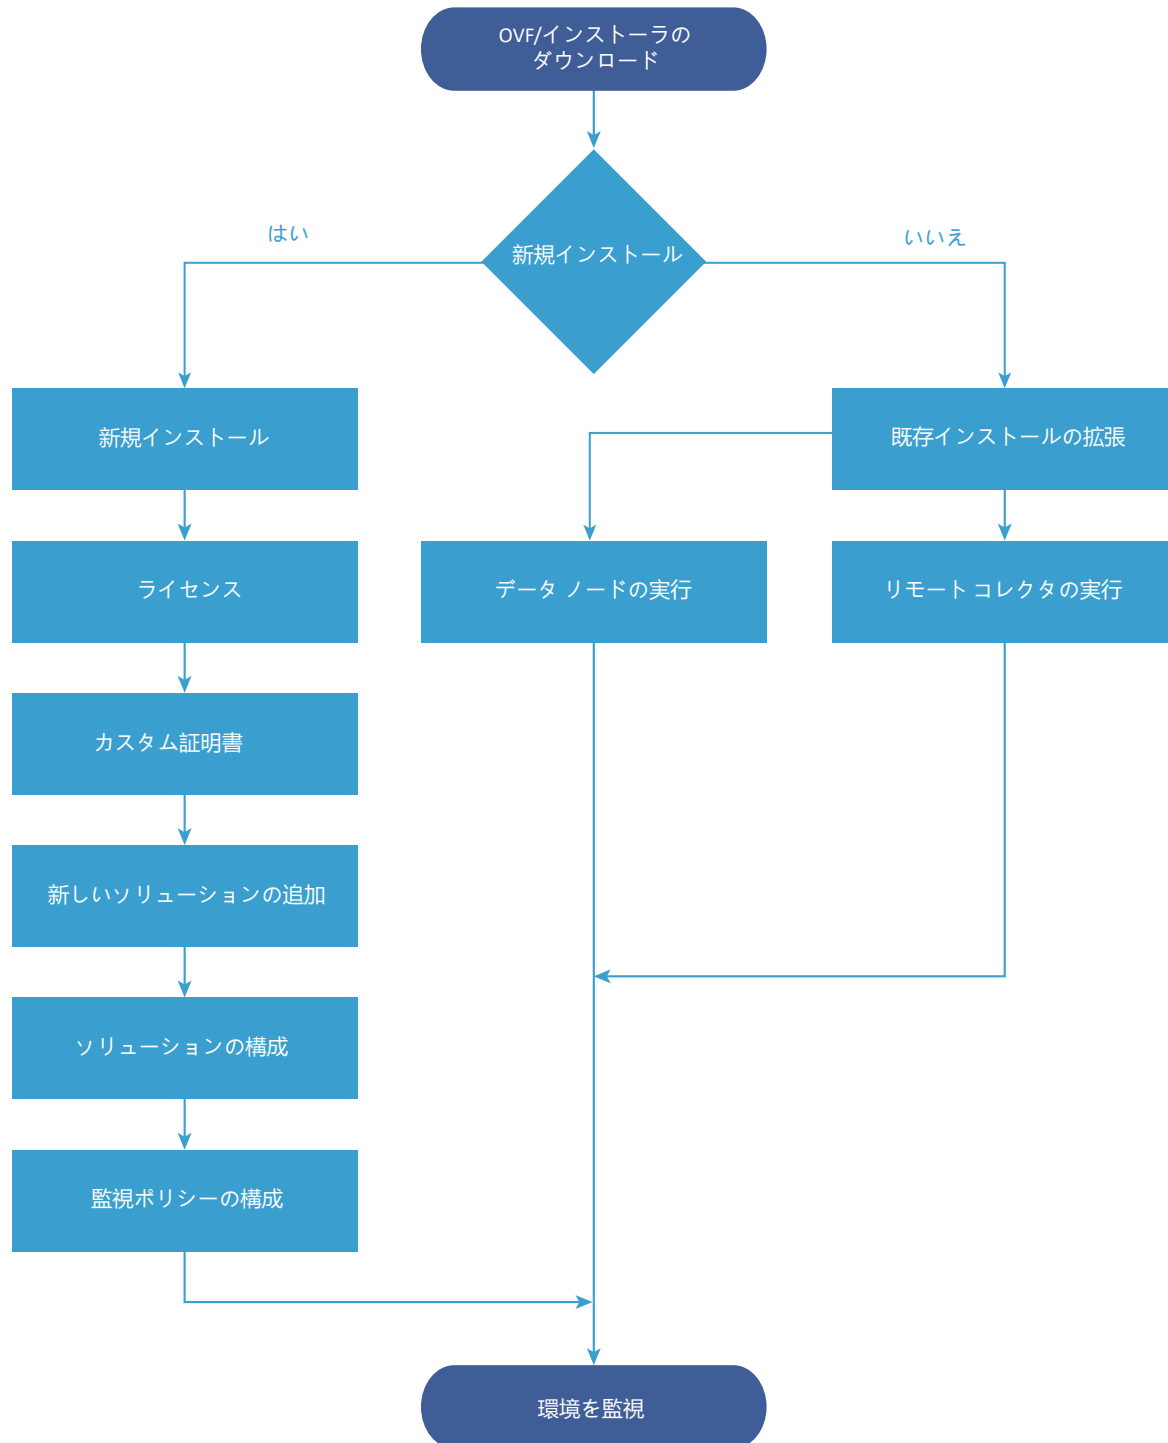 OVF/インストーラの
ダウンロード
新規インストール
はい
いいえ
新規インストール
既存インストールの拡張
ライセンス
データ ノードの実行
リモート コレクタの実行
カスタム証明書
新しいソリューションの追加
ソリューションの構成
監視ポリシーの構成
環境を監視